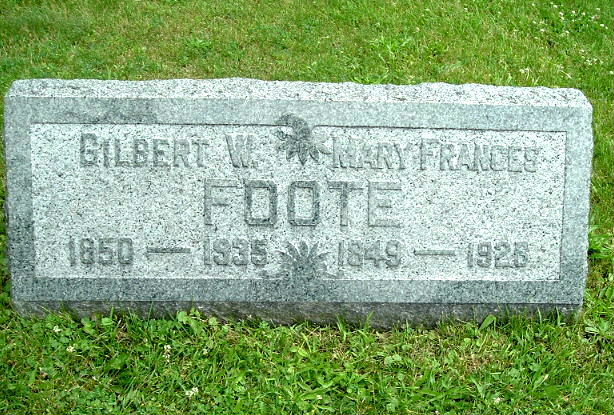 GILBERT W. MARY FRANCES
FOOTE
1850 — 1935 1849 — 1925